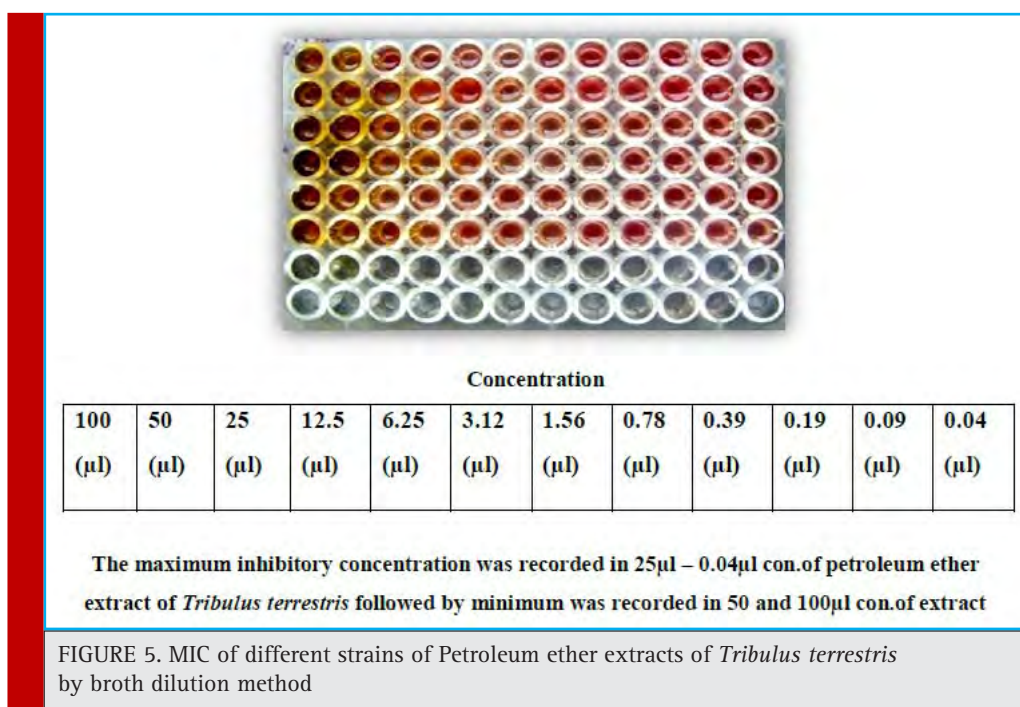 Concentration
100 50 25 12.5 6.25 3.12 1.56 0.78 0.39 0.19 0.09 0.04
(µl) (µl) (µl) (µl) (µl) (µl) (µl) (µl) (µl) (µl) (µl) (µl)
The maximum inhibitory concentration was recorded in 25µl – 0.04µl con.of petroleum ether
extract of Tribulus terrestris followed by minimum was recorded in 50 and 100µl con.of extract
FIGURE 5. MIC of different strains of Petroleum ether extracts of Tribulus terrestris
by broth dilution method